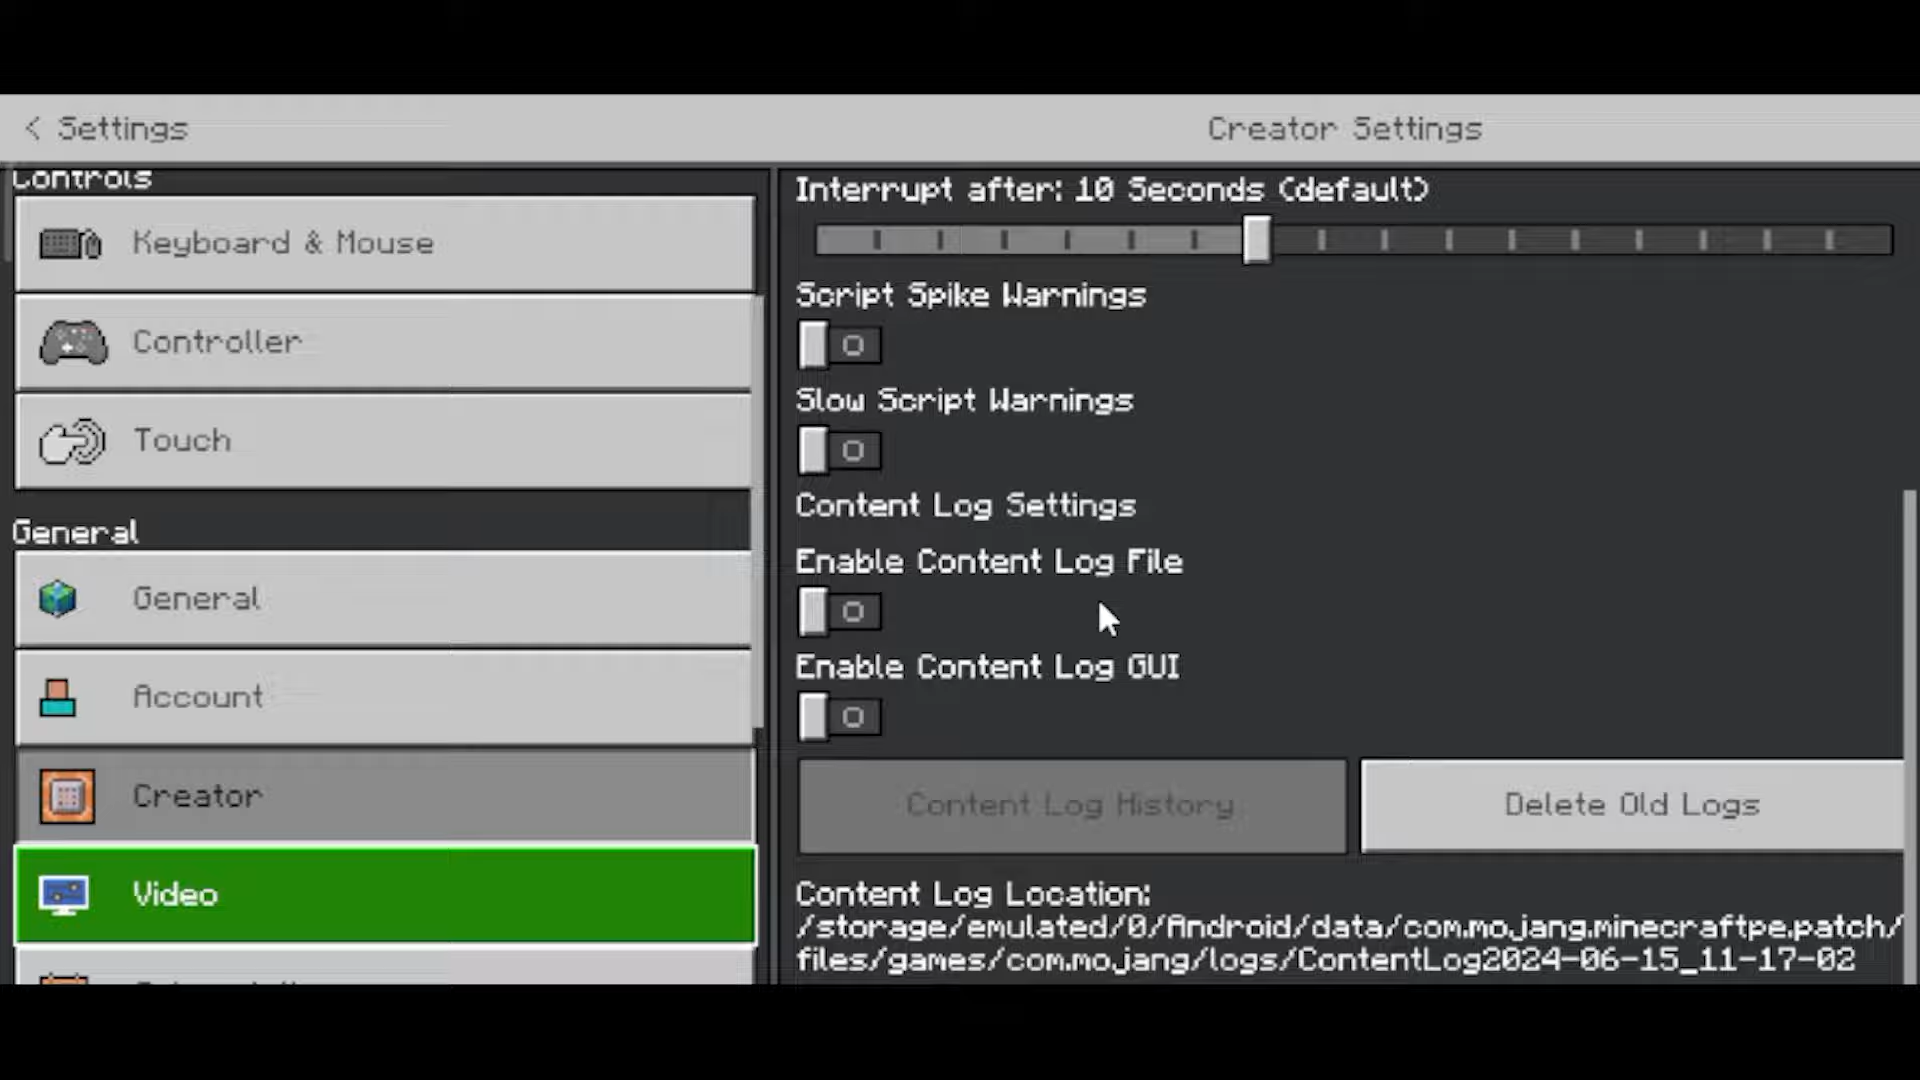 < Settings
Creator Settings
Controls
Keyboard & Mouse
Controller
Touch
General
General
Account
Creator
Video
Interrupt after: 10 Seconds (default)
Script Spike Warnings
Slow Script Warnings
Content Log Settings
Enable Content Log File
Enable Content Log GUI
Content Log History
Delete Old Logs
Content Log Location:
/storage/emulated/0/Android/data/com.mojang.minecraftpe.patch/
files/games/com.mojang/logs/ContentLog2024-06-15_11-17-02